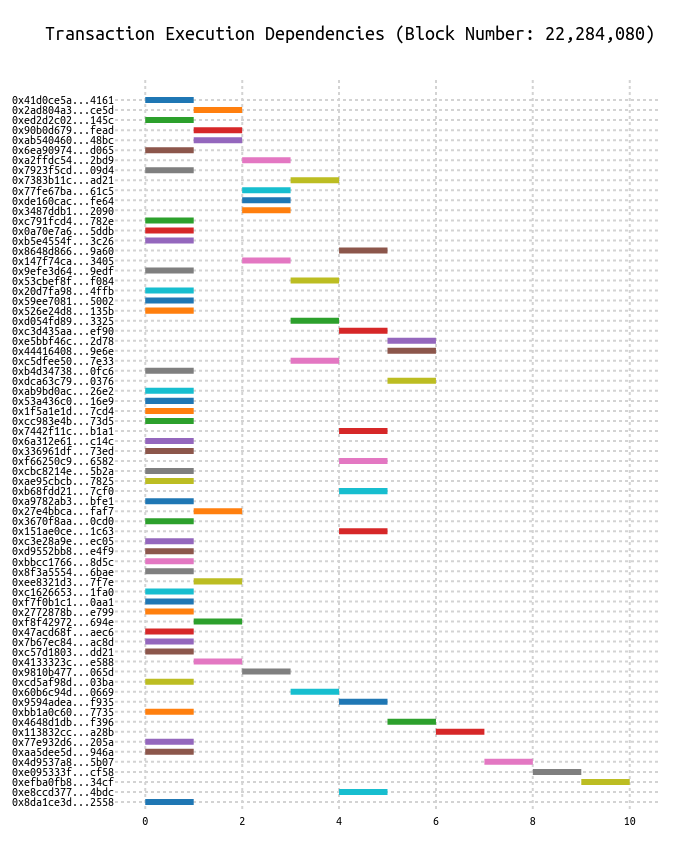 Transaction Execution Dependencies (Block Number: 22,284,080)
0x41d0ce5a...4161
0x2ad804a3...ce5d
0xed2d2c02...145c
0x90b0d679...fead
0xab540460...48bc
0x6ea90974...d065
0xa2ffdc54...2bd9
0x7923f5cd...09d4
0x7383b11c...ad21
0x77fe67ba...61c5
0xde160cac...fe64
0x3487ddb1...2090
0xc791fcd4...782e
0x0a70e7a6...5ddb
0xb5e4554f...3c26
0x8648d866...9a60
0x147f74ca...3405
0x9efe3d64...9edf
0x53cbef8f...f084
0x20d7fa98...4ffb
0x59ee7081...5002
0x526e24d8...135b
0xd054fd89...3325
0xc3d435aa...ef90
0xe5bbf46c...2d78
0x44416408...9e6e
0xc5dfee50...7e33
0xb4d34738...0fc6
0xdca63c79...0376
0xab9bd0ac...26e2
0x53a436c0...16e9
0x1f5a1e1d...7cd4
0xcc983e4b...73d5
0x7442f11c...b1a1
0x6a312e61...c14c
0x336961df...73ed
0xf66250c9...6582
0xcbc8214e...5b2a
0xae95cbcb...7825
0xb68fdd21...7cf0
0xa9782ab3...bfe1
0x27e4bbca...faf7
0x3670f8aa...0cd0
0x151ae0ce...1c63
0xc3e28a9e...ec05
0xd9552bb8...e4f9
0xbbcc1766...8d5c
0x8f3a5554...6bae
0xee8321d3...7f7e
0xc1626653...1fa0
0xf7f0b1c1...0aa1
0x2772878b...e799
0xf8f42972...694e
0x47acd68f...aec6
0x7b67ec84...ac8d
0xc57d1803...dd21
0x4133323c...e588
0x9810b477...065d
0xcd5af98d...03ba
0x60b6c94d...0669
0x9594adea...f935
0xbb1a0c60...7735
0x4648d1db...f396
0x113832cc...a28b
0x77e932d6...205a
0xaa5dee5d...946a
0x4d9537a8...5b07
0xe095333f...cf58
0xefba0fb8...34cf
0xe8ccd377...4bdc
0x8da1ce3d...2558
0 2 4 6 8 10